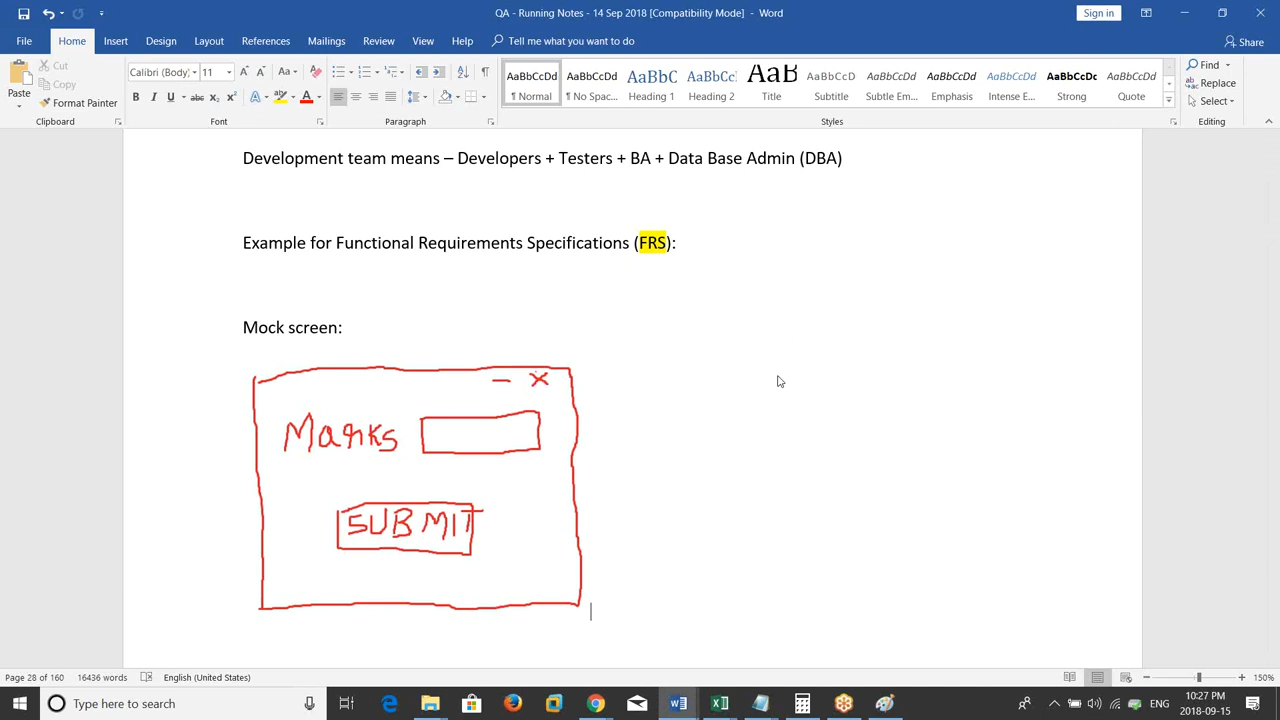 QA - Running Notes - 14 Sep 2018 [Compatibility Mode] - Word
Sign in
File Home Insert Design Layout References Mailings Review View Help Tell me what you want to do Share
Paste
Cut
Copy
Format Painter
Clipboard
Calibri (Body) 11
B I U abc x₂ x²
Font
Paragraph
AaBbCcDd AaBbCcDd AaBbC AaBbCcI AaB AaBbCcD AaBbCcDd AaBbCcDd AaBbCcDd AaBbCcDc AaBbCcDd
¶ Normal ¶ No Spac... Heading 1 Heading 2 Title Subtitle Subtle Em... Emphasis Intense E... Strong Quote
Styles
Find
Replace
Select
Editing
Development team means – Developers + Testers + BA + Data Base Admin (DBA)
Example for Functional Requirements Specifications (FRS):
Mock screen:
Marks
SUBMIT
Page 28 of 160 16436 words English (United States) 150%
Type here to search
10:27 PM
2018-09-15